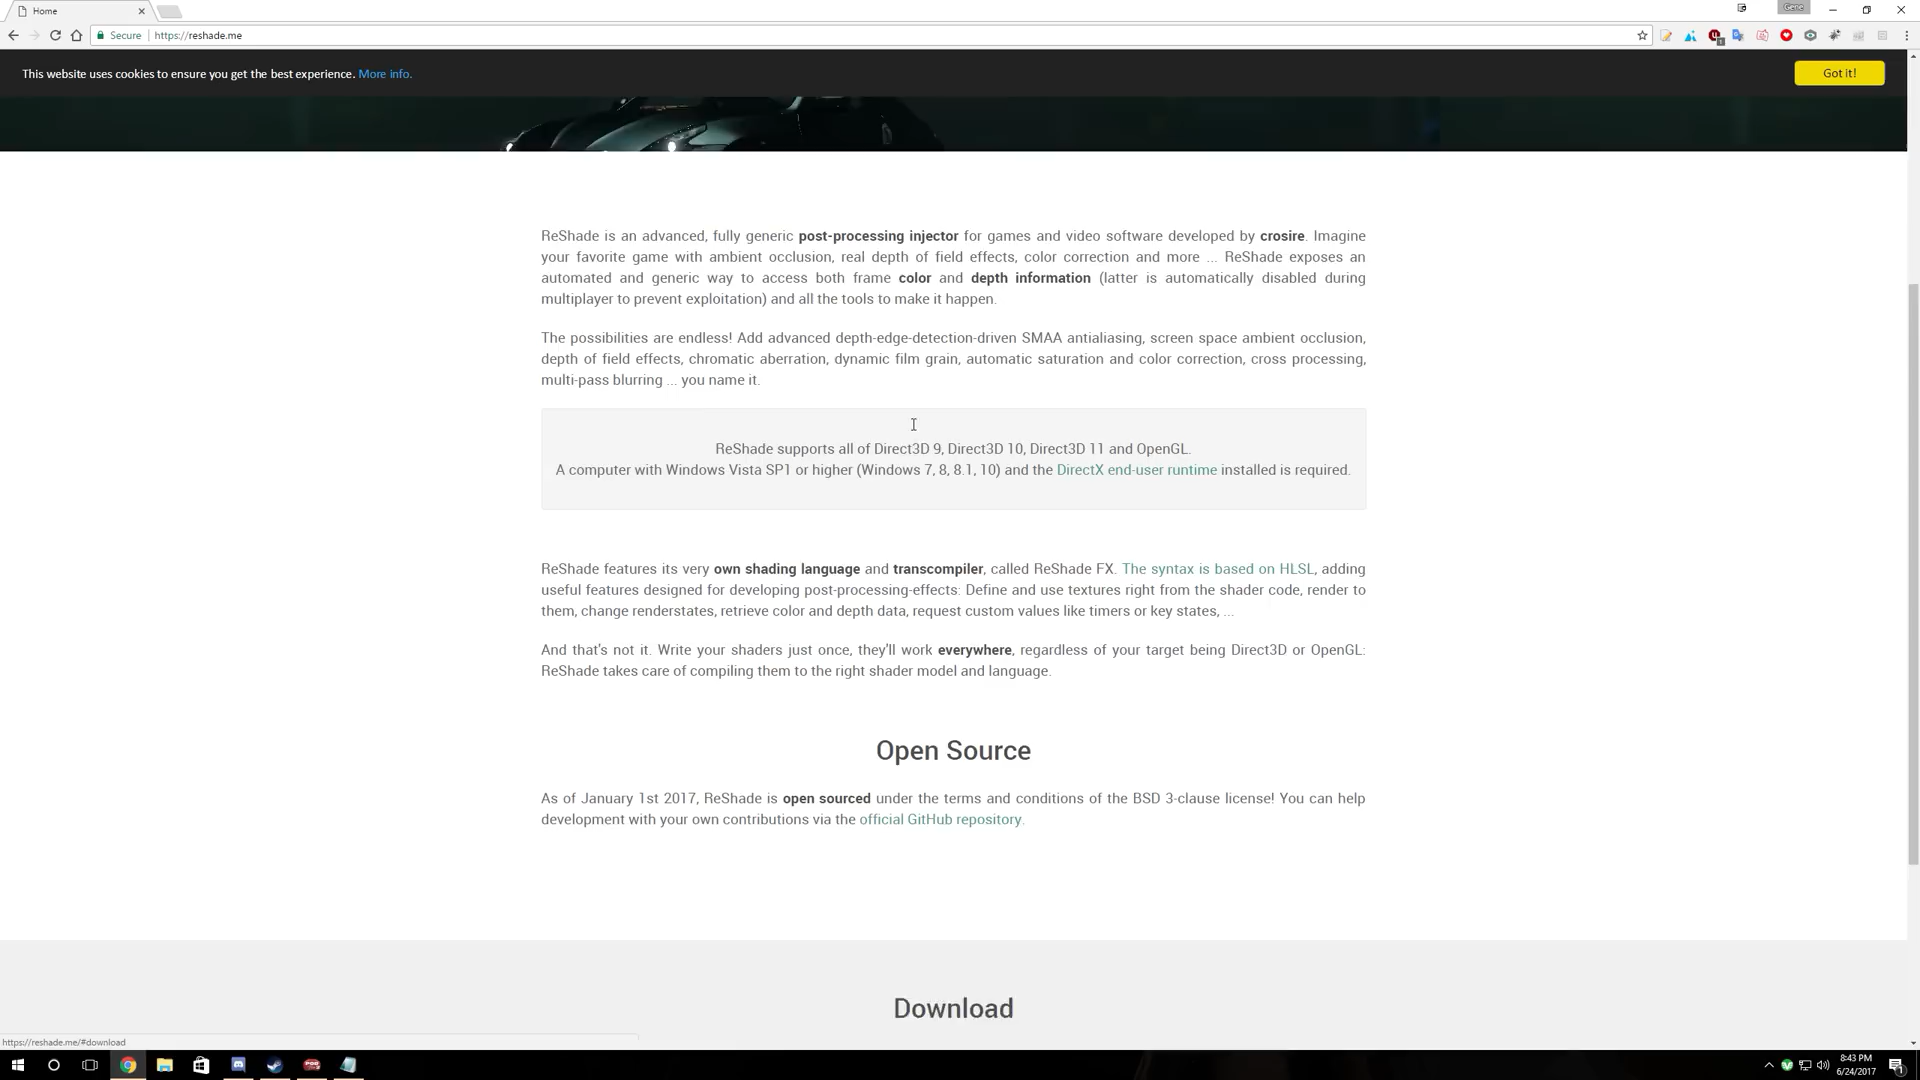 Home
Gene
Secure
https://reshade.me
1
This website uses cookies to ensure you get the best experience. More info.
Got it!
ReShade is an advanced, fully generic post-processing injector for games and video software developed by crosire. Imagine
your favorite game with ambient occlusion, real depth of field effects, color correction and more ... ReShade exposes an
automated and generic way to access both frame color and depth information (latter is automatically disabled during
multiplayer to prevent exploitation) and all the tools to make it happen.
The possibilities are endless! Add advanced depth-edge-detection-driven SMAA antialiasing, screen space ambient occlusion,
depth of field effects, chromatic aberration, dynamic film grain, automatic saturation and color correction, cross processing,
multi-pass blurring ... you name it.
ReShade supports all of Direct3D 9, Direct3D 10, Direct3D 11 and OpenGL.
A computer with Windows Vista SP1 or higher (Windows 7, 8, 8.1, 10) and the DirectX end-user runtime installed is required.
ReShade features its very own shading language and transcompiler, called ReShade FX. The syntax is based on HLSL, adding
useful features designed for developing post-processing-effects: Define and use textures right from the shader code, render to
them, change renderstates, retrieve color and depth data, request custom values like timers or key states, ...
And that's not it. Write your shaders just once, they'll work everywhere, regardless of your target being Direct3D or OpenGL:
ReShade takes care of compiling them to the right shader model and language.
Open Source
As of January 1st 2017, ReShade is open sourced under the terms and conditions of the BSD 3-clause license! You can help
development with your own contributions via the official GitHub repository.
Download
https://reshade.me/#download
8:43 PM
6/24/2017